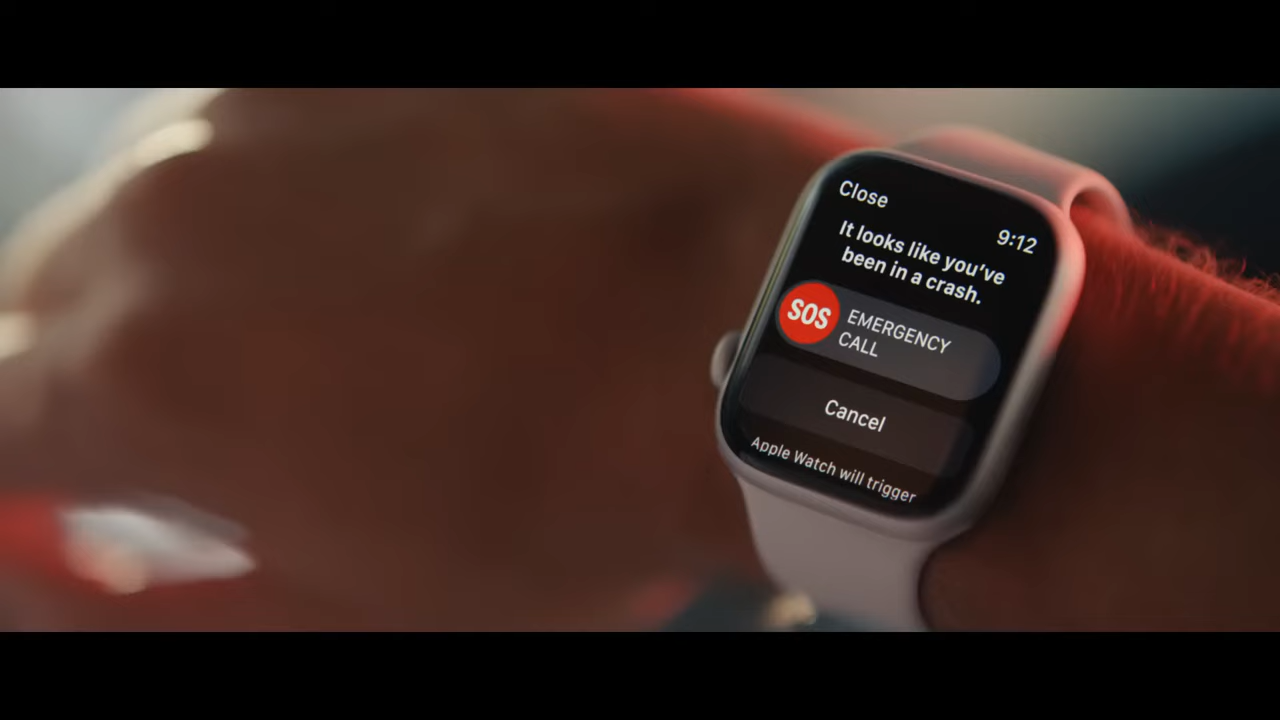 Close
9:12
It looks like you've
been in a crash.
SOS
EMERGENCY
CALL
Cancel
Apple Watch will trigger